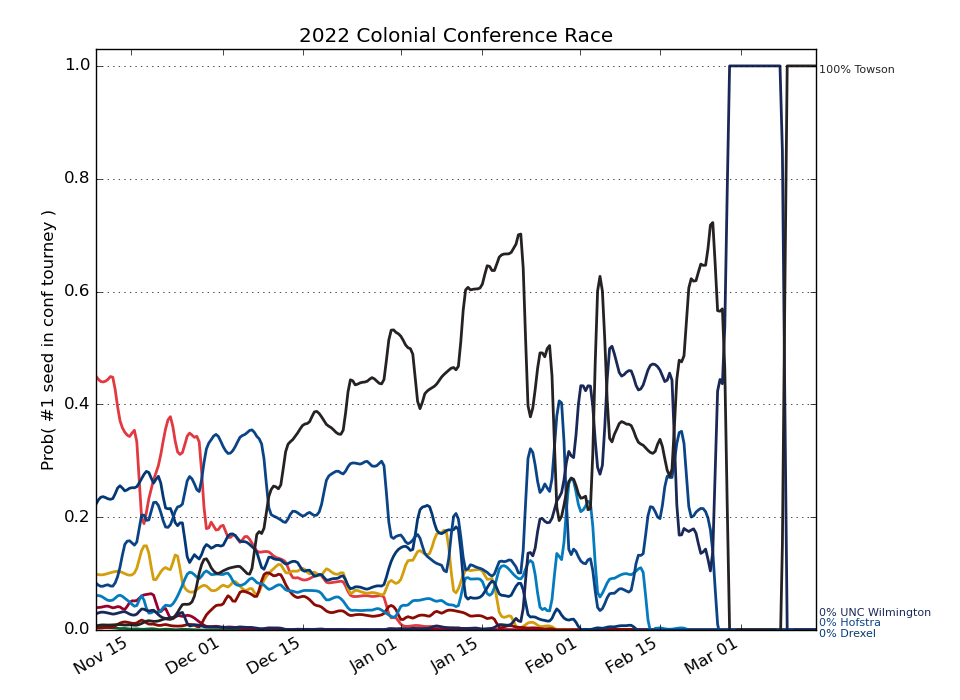 2022 Colonial Conference Race
Prob( #1 seed in conf tourney )
1.0
0.8
0.6
0.4
0.2
0.0
Nov 15
Dec 01
Dec 15
Jan 01
Jan 15
Feb 01
Feb 15
Mar 01
100% Towson
0% UNC Wilmington
0% Hofstra
0% Drexel